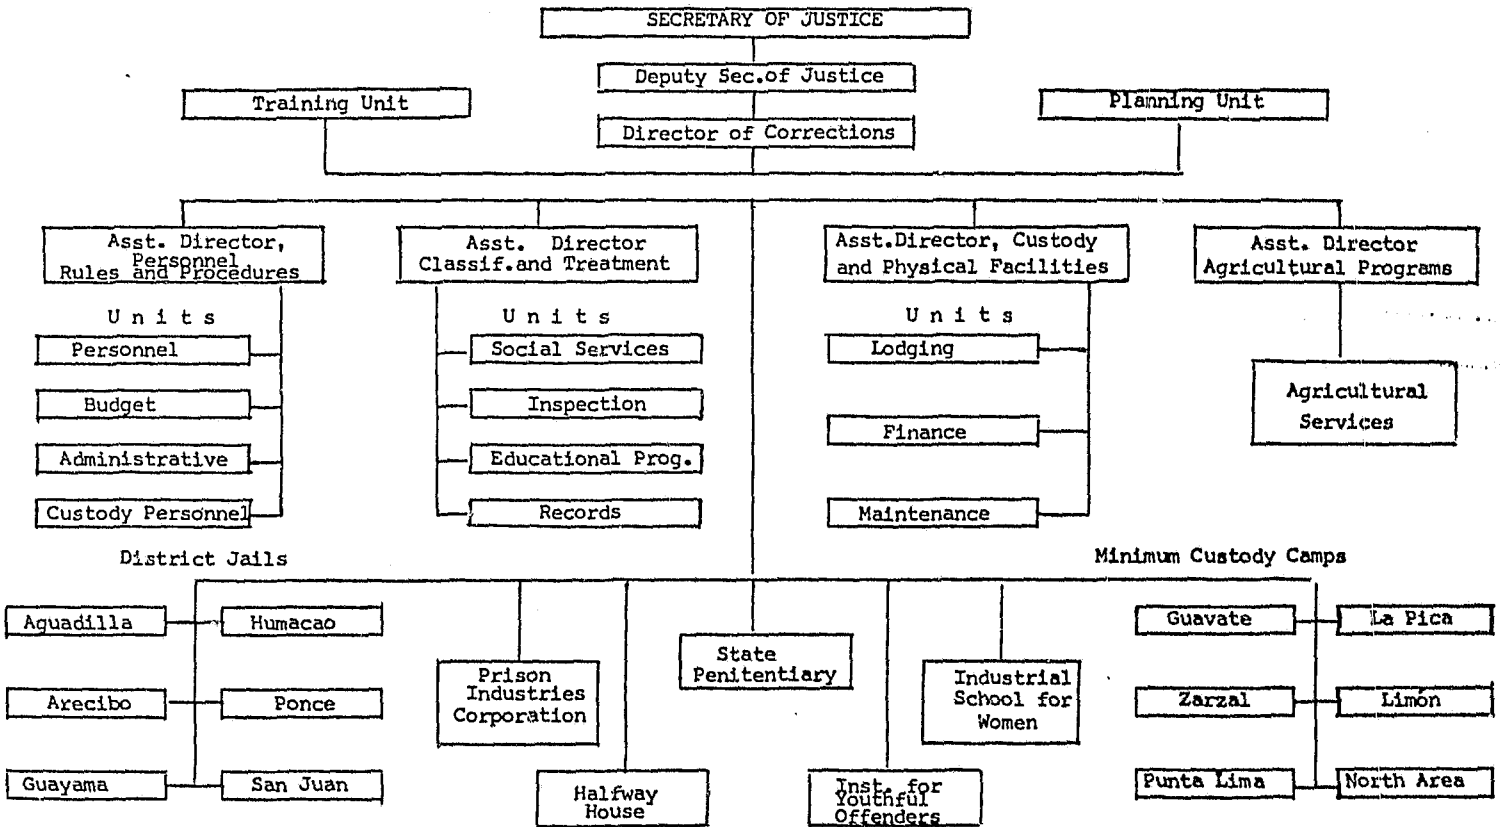 SECRETARY OF JUSTICE
Deputy Sec.of Justice
Training Unit
Planning Unit
Director of Corrections
Asst. Director,
Personnel
Rules and Procedures
Asst. Director
Classif.and Treatment
Asst.Director, Custody
and Physical Facilities
Asst. Director
Agricultural Programs
Units
Personnel
Budget
Administrative
Custody Personnel
Units
Social Services
Inspection
Educational Prog.
Records
Units
Lodging
Finance
Maintenance
Agricultural
Services
District Jails
Aguadilla
Humacao
Arecibo
Ponce
Guayama
San Juan
Prison
Industries
Corporation
Halfway
House
State
Penitentiary
Inst. for
Youthful
Offenders
Industrial
School for
Women
Minimum Custody Camps
Guavate
La Pica
Zarzal
Limón
Punta Lima
North Area